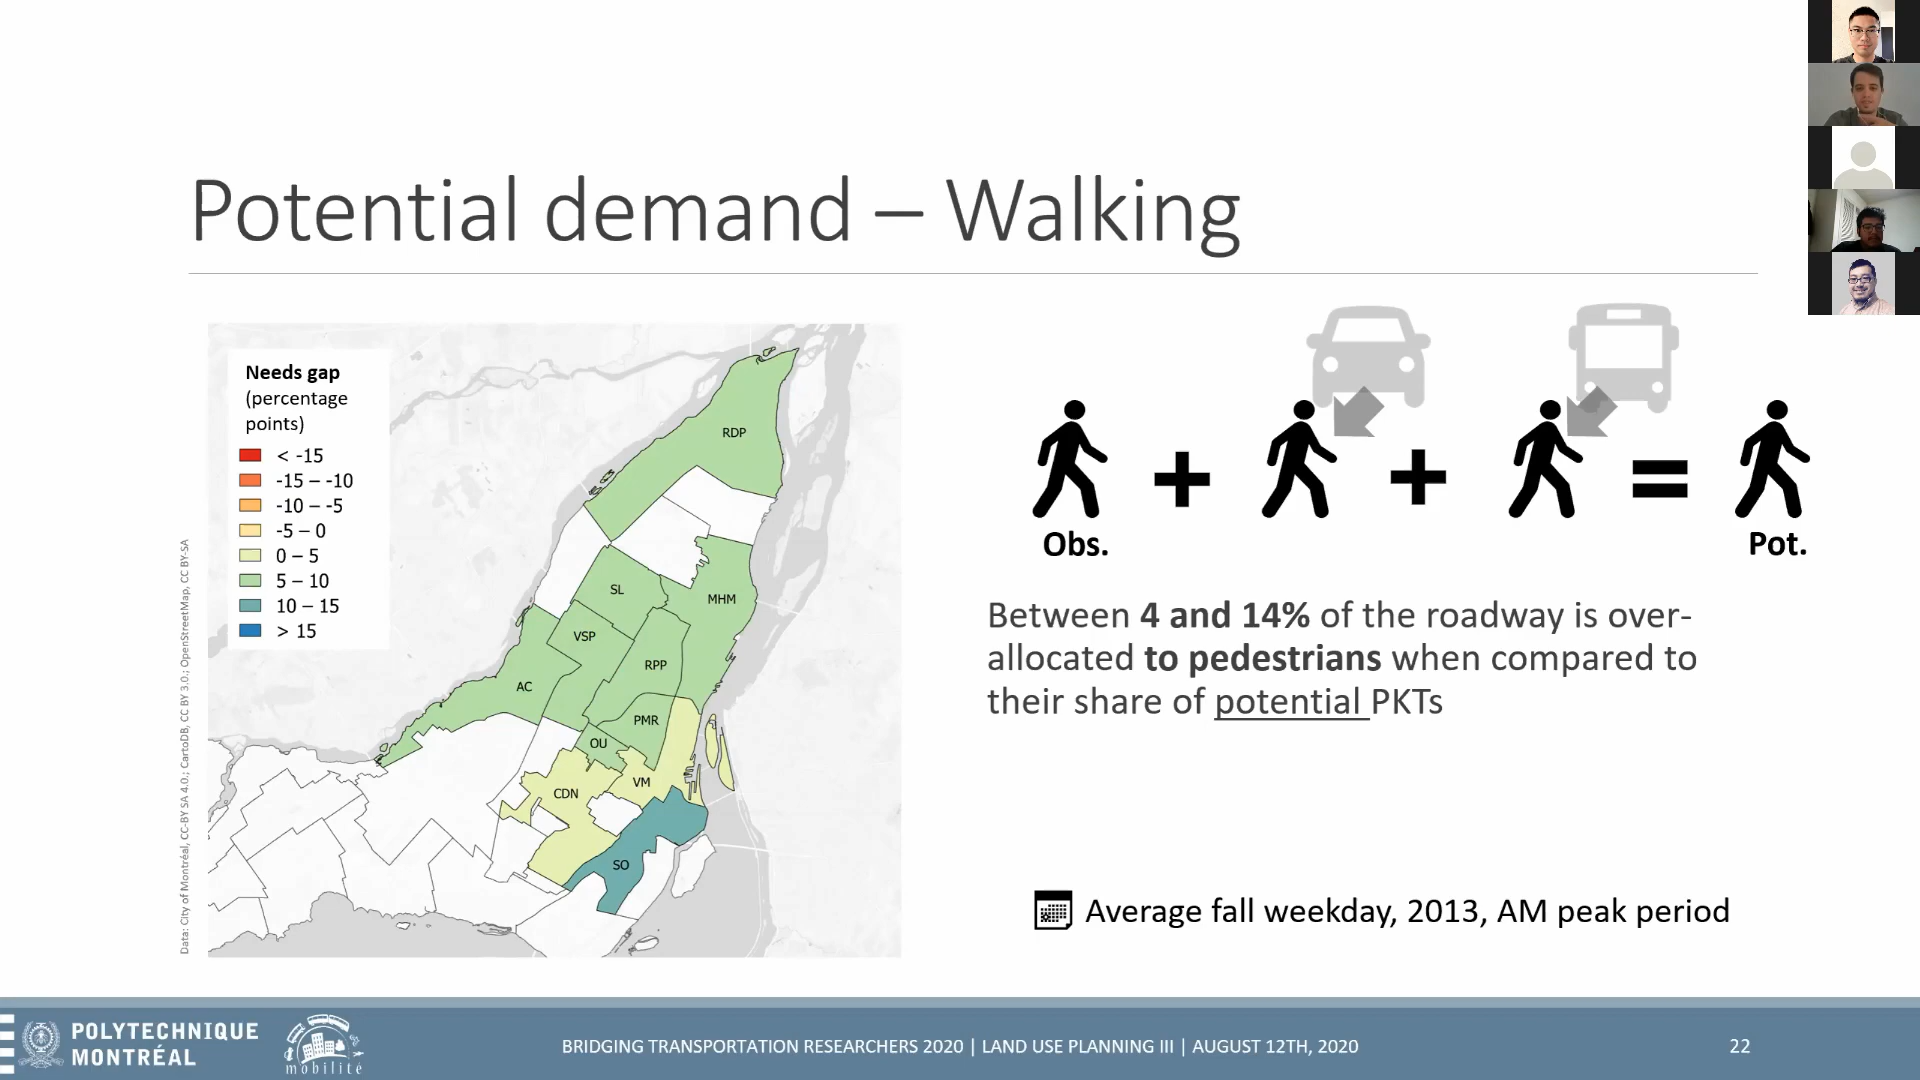 Potential demand – Walking
Needs gap
(percentage
points)
< -15
-15 – -10
-10 – -5
-5 – 0
0 – 5
5 – 10
10 – 15
> 15
RDP
SL
MHM
VSP
RPP
AC
PMR
OU
VM
CDN
SO
Data: City of Montréal, CC-BY SA 4.0.; CartoDB, CC BY 3.0.; OpenStreetMap, CC BY-SA
+
+
=
Obs.
Pot.
Between 4 and 14% of the roadway is over-
allocated to pedestrians when compared to
their share of potential PKTs
Average fall weekday, 2013, AM peak period
POLYTECHNIQUE
MONTRÉAL
mobilité
BRIDGING TRANSPORTATION RESEARCHERS 2020 | LAND USE PLANNING III | AUGUST 12TH, 2020
22